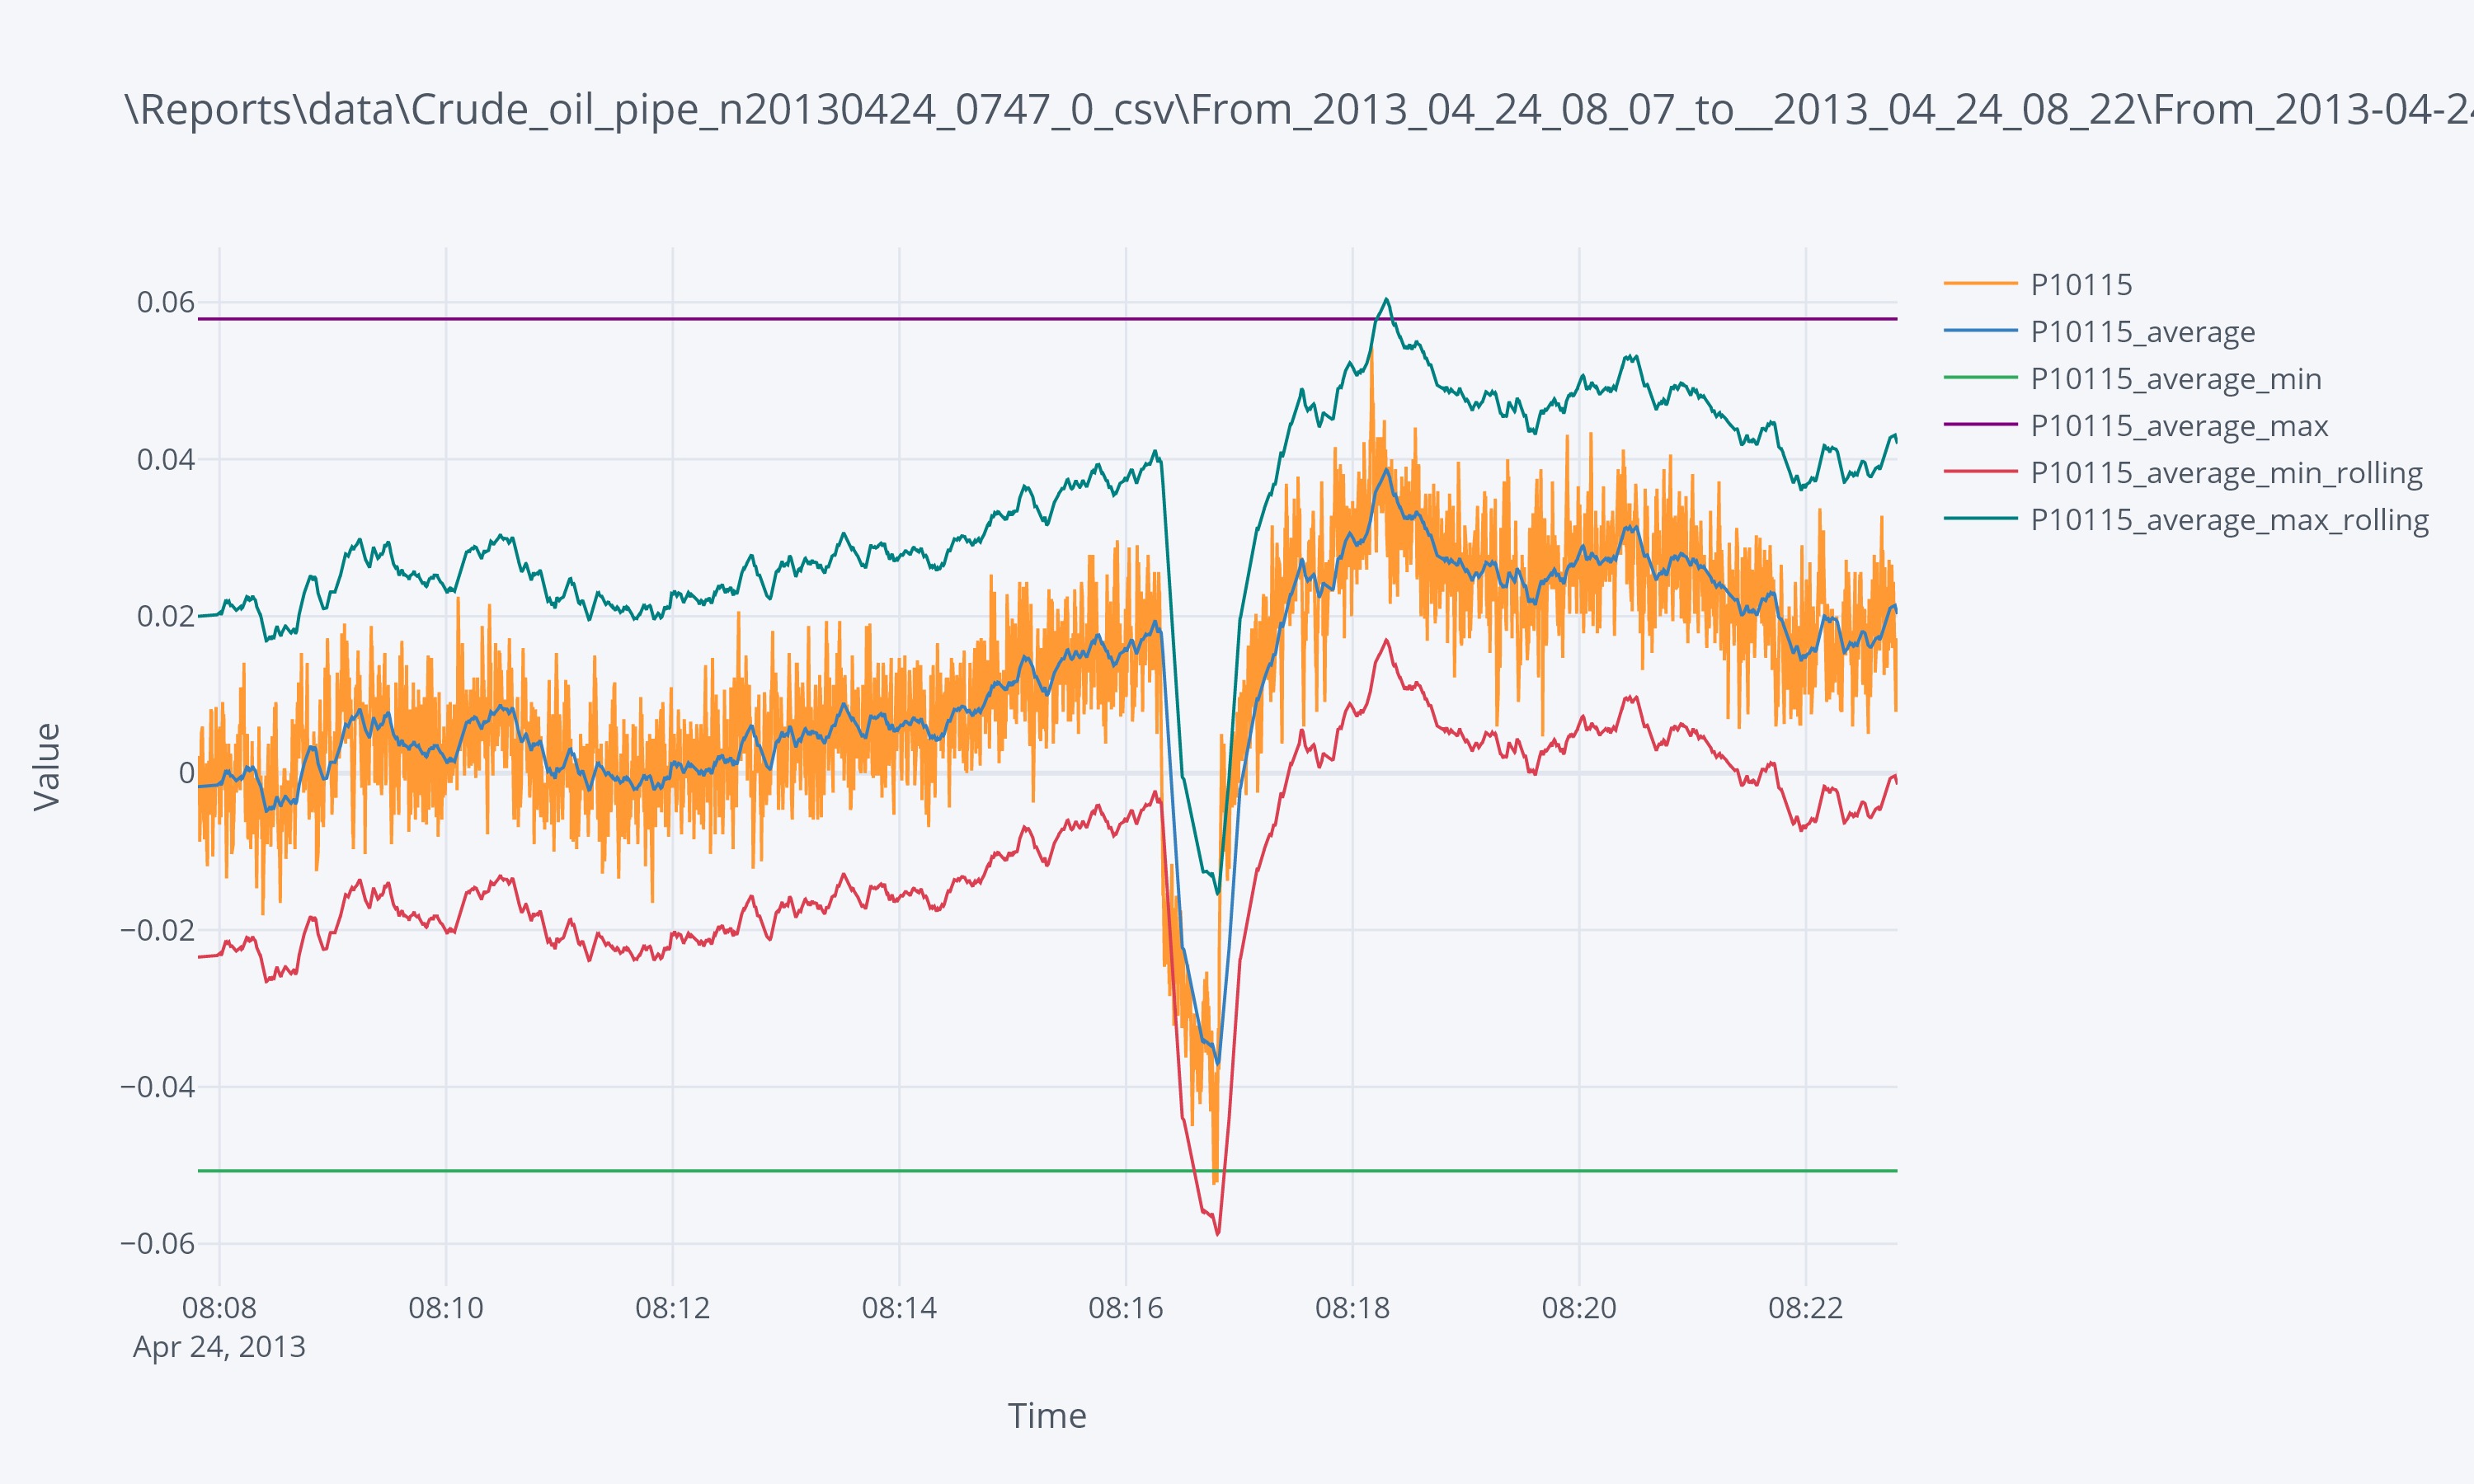 \Reports\data\Crude_oil_pipe_n20130424_0747_0_csv\From_2013_04_24_08_07_to__2013_04_24_08_22\From_2013-04-24
P10115
P10115_average
P10115_average_min
P10115_average_max
P10115_average_min_rolling
P10115_average_max_rolling
0.06
0.04
0.02
0
−0.02
−0.04
−0.06
Value
08:08
08:10
08:12
08:14
08:16
08:18
08:20
08:22
Apr 24, 2013
Time